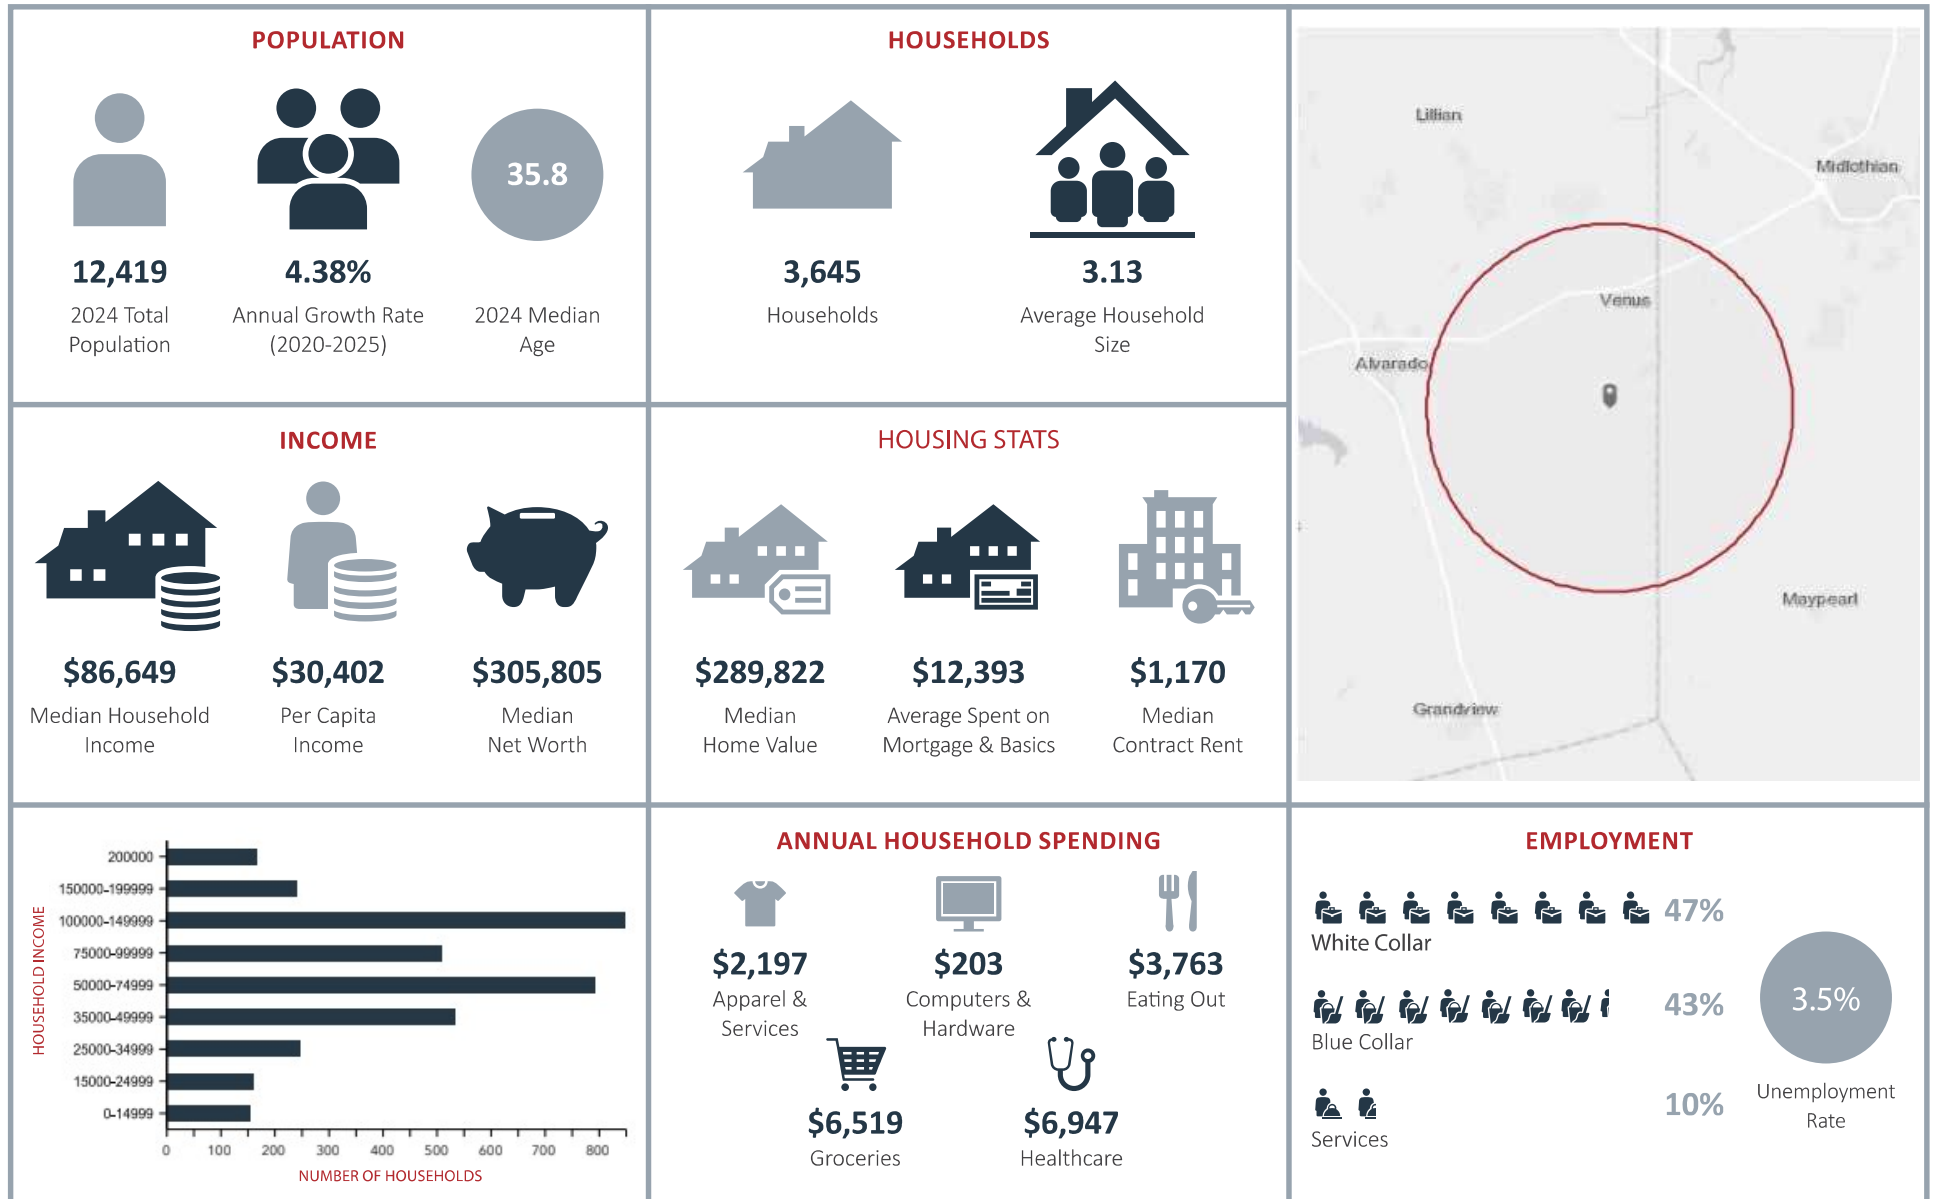 POPULATION
35.8
12,419
2024 Total
Population
4.38%
Annual Growth Rate
(2020-2025)
2024 Median
Age
HOUSEHOLDS
3,645
Households
3.13
Average Household
Size
Lillian
Midlothian
Venus
Alvarado
Maypearl
Grandview
INCOME
$86,649
Median Household
Income
$30,402
Per Capita
Income
$305,805
Median
Net Worth
HOUSING STATS
$289,822
Median
Home Value
$12,393
Average Spent on
Mortgage & Basics
$1,170
Median
Contract Rent
HOUSEHOLD INCOME
200000
150000-199999
100000-149999
75000-99999
50000-74999
35000-49999
25000-34999
15000-24999
0-14999
0 100 200 300 400 500 600 700 800
NUMBER OF HOUSEHOLDS
ANNUAL HOUSEHOLD SPENDING
$2,197
Apparel &
Services
$203
Computers &
Hardware
$3,763
Eating Out
$6,519
Groceries
$6,947
Healthcare
EMPLOYMENT
47%
White Collar
43%
Blue Collar
10%
Services
3.5%
Unemployment
Rate